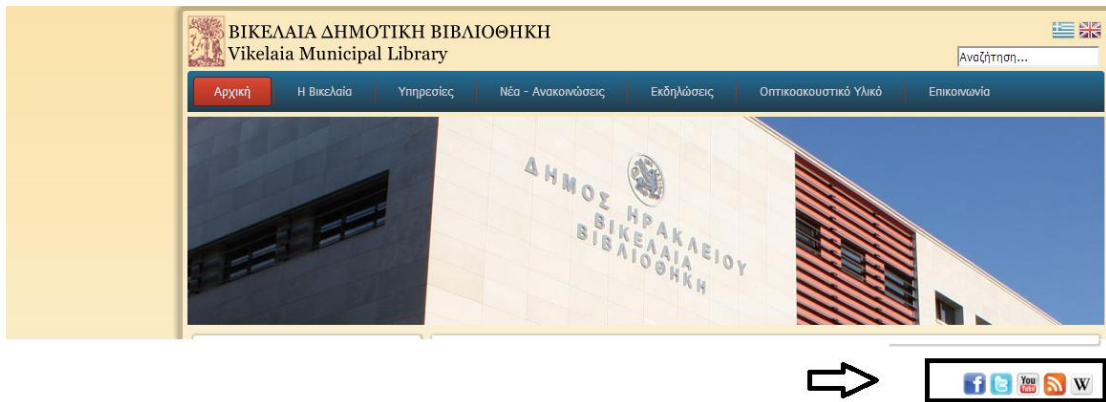 ΒΙΚΕΛΑΙΑ ΔΗΜΟΤΙΚΗ ΒΙΒΛΙΟΘΗΚΗ
Vikelaia Municipal Library
Αναζήτηση...
Αρχική Η Βικελαία Υπηρεσίες Νέα - Ανακοινώσεις Εκδηλώσεις Οπτικοακουστικό Υλικό Επικοινωνία
ΔΗΜΟΣ ΗΡΑΚΛΕΙΟΥ
ΒΙΚΕΛΑΙΑ
ΒΙΒΛΙΟΘΗΚΗ
f t You Tube W